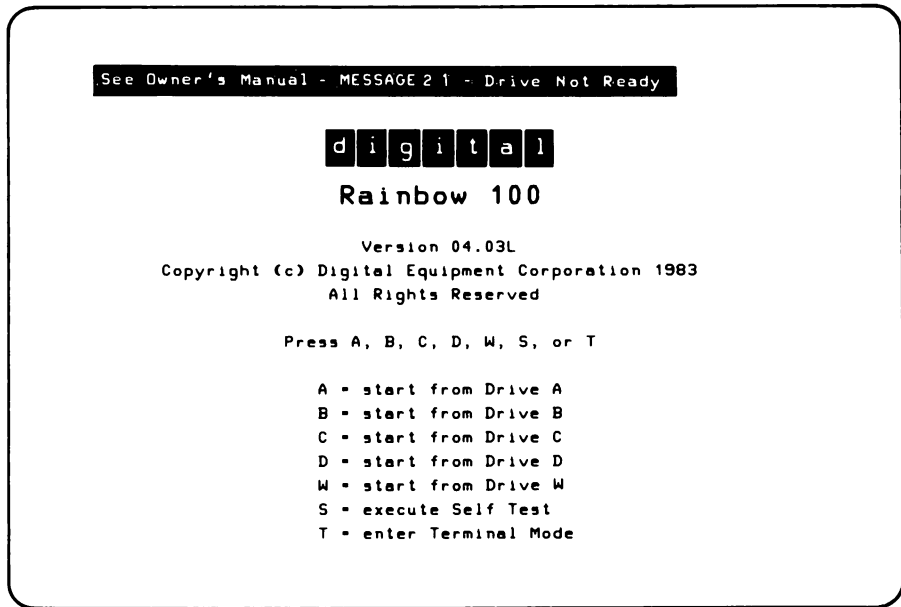 See Owner's Manual - MESSAGE 21 - Drive Not Ready
digital
Rainbow 100
Version 04.03L
Copyright (c) Digital Equipment Corporation 1983
All Rights Reserved
Press A, B, C, D, W, S, or T
A = start from Drive A
B = start from Drive B
C = start from Drive C
D = start from Drive D
W = start from Drive W
S = execute Self Test
T = enter Terminal Mode